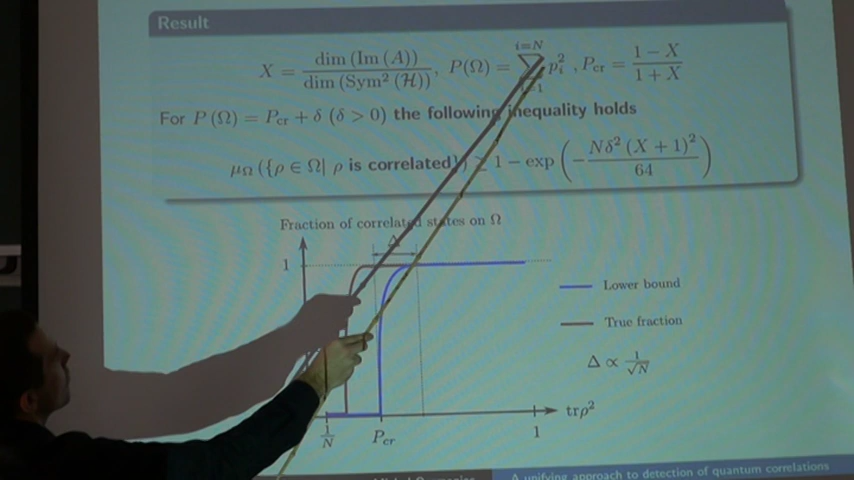 Result
X = dim (Im (A)) / dim (Sym² (ℋ)), P(Ω) = ∑ᵢ₌₁ⁱ⁼ᴺ pᵢ² , P_cr = (1 − X) / (1 + X)
For P (Ω) = P_cr + δ (δ > 0) the following inequality holds
μ_Ω ({ρ ∈ Ω| ρ is correlated}) ≥ 1 − exp (− Nδ² (X + 1)² / 64)
Fraction of correlated states on Ω
Δ
1
Lower bound
True fraction
Δ ∝ 1/√N
trρ²
1/N
P_cr
1
A unifying approach to detection of quantum correlations